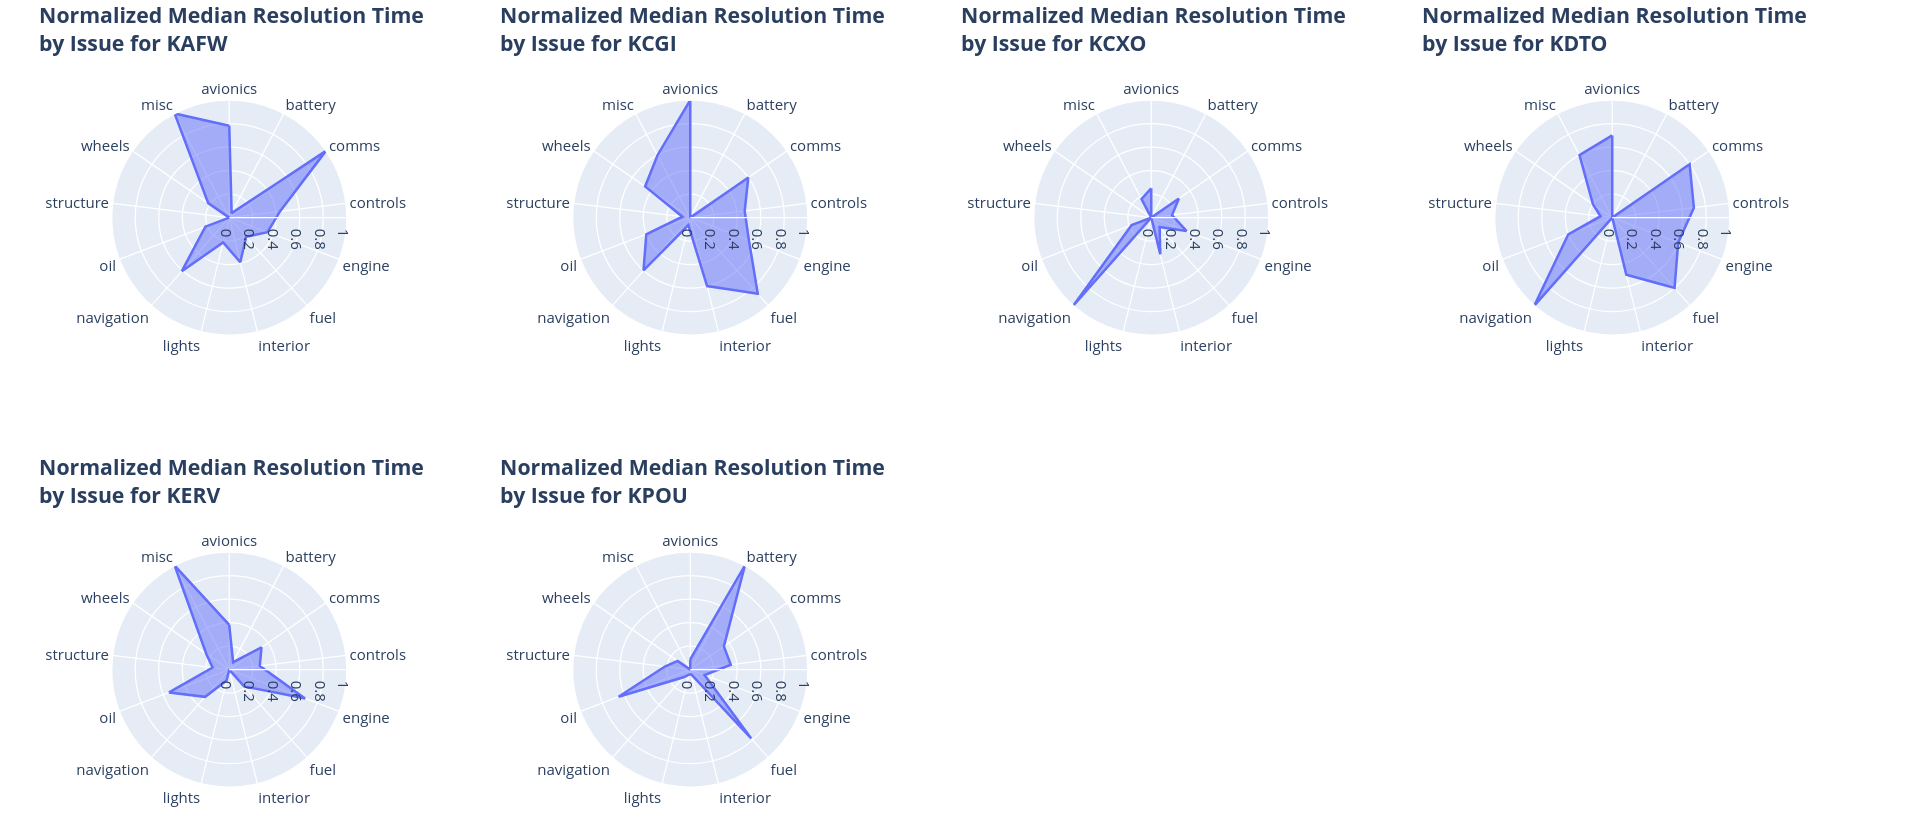 Normalized Median Resolution Time
by Issue for KAFW
avionics
battery
comms
controls
engine
fuel
interior
lights
navigation
oil
structure
wheels
misc
0
0.2
0.4
0.6
0.8
1
Normalized Median Resolution Time
by Issue for KCGI
avionics
battery
comms
controls
engine
fuel
interior
lights
navigation
oil
structure
wheels
misc
0
0.2
0.4
0.6
0.8
1
Normalized Median Resolution Time
by Issue for KCXO
avionics
battery
comms
controls
engine
fuel
interior
lights
navigation
oil
structure
wheels
misc
0
0.2
0.4
0.6
0.8
1
Normalized Median Resolution Time
by Issue for KDTO
avionics
battery
comms
controls
engine
fuel
interior
lights
navigation
oil
structure
wheels
misc
0
0.2
0.4
0.6
0.8
1
Normalized Median Resolution Time
by Issue for KERV
avionics
battery
comms
controls
engine
fuel
interior
lights
navigation
oil
structure
wheels
misc
0
0.2
0.4
0.6
0.8
1
Normalized Median Resolution Time
by Issue for KPOU
avionics
battery
comms
controls
engine
fuel
interior
lights
navigation
oil
structure
wheels
misc
0
0.2
0.4
0.6
0.8
1